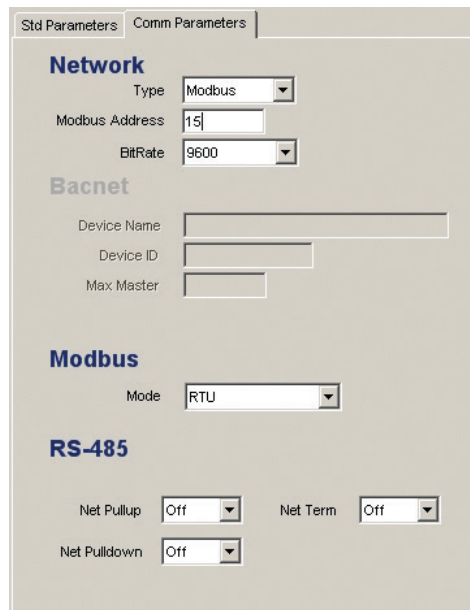 Std Parameters Comm Parameters
Network
Type Modbus
Modbus Address 15
BitRate 9600
Bacnet
Device Name
Device ID
Max Master
Modbus
Mode RTU
RS-485
Net Pullup Off Net Term Off
Net Pulldown Off